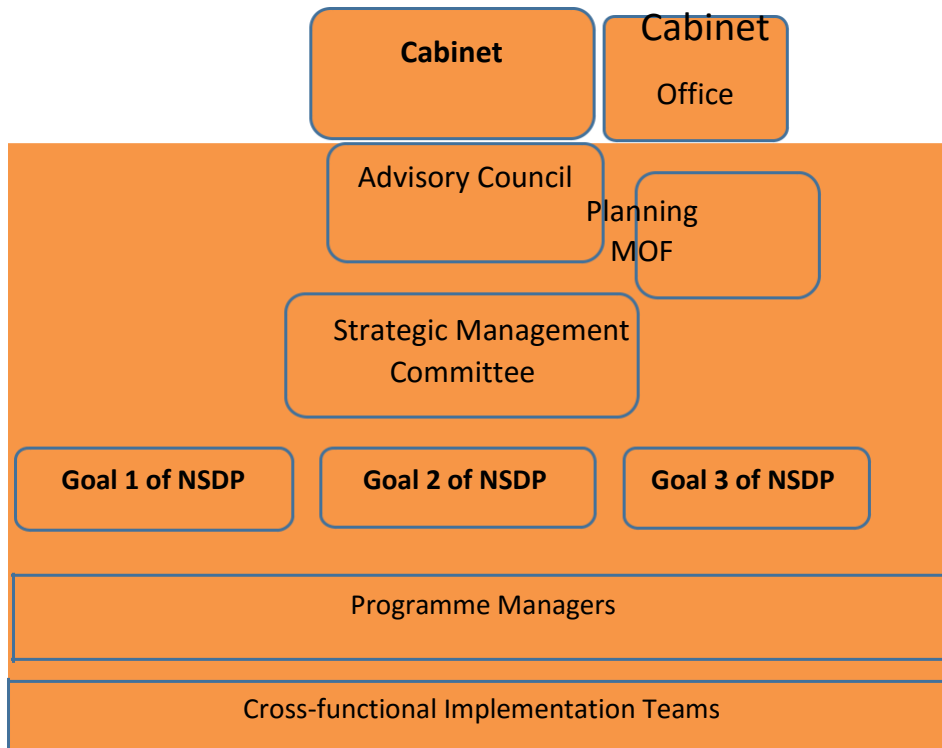 Cabinet
Cabinet
Office
Advisory Council
Planning
MOF
Strategic Management
Committee
Goal 1 of NSDP
Goal 2 of NSDP
Goal 3 of NSDP
Programme Managers
Cross-functional Implementation Teams